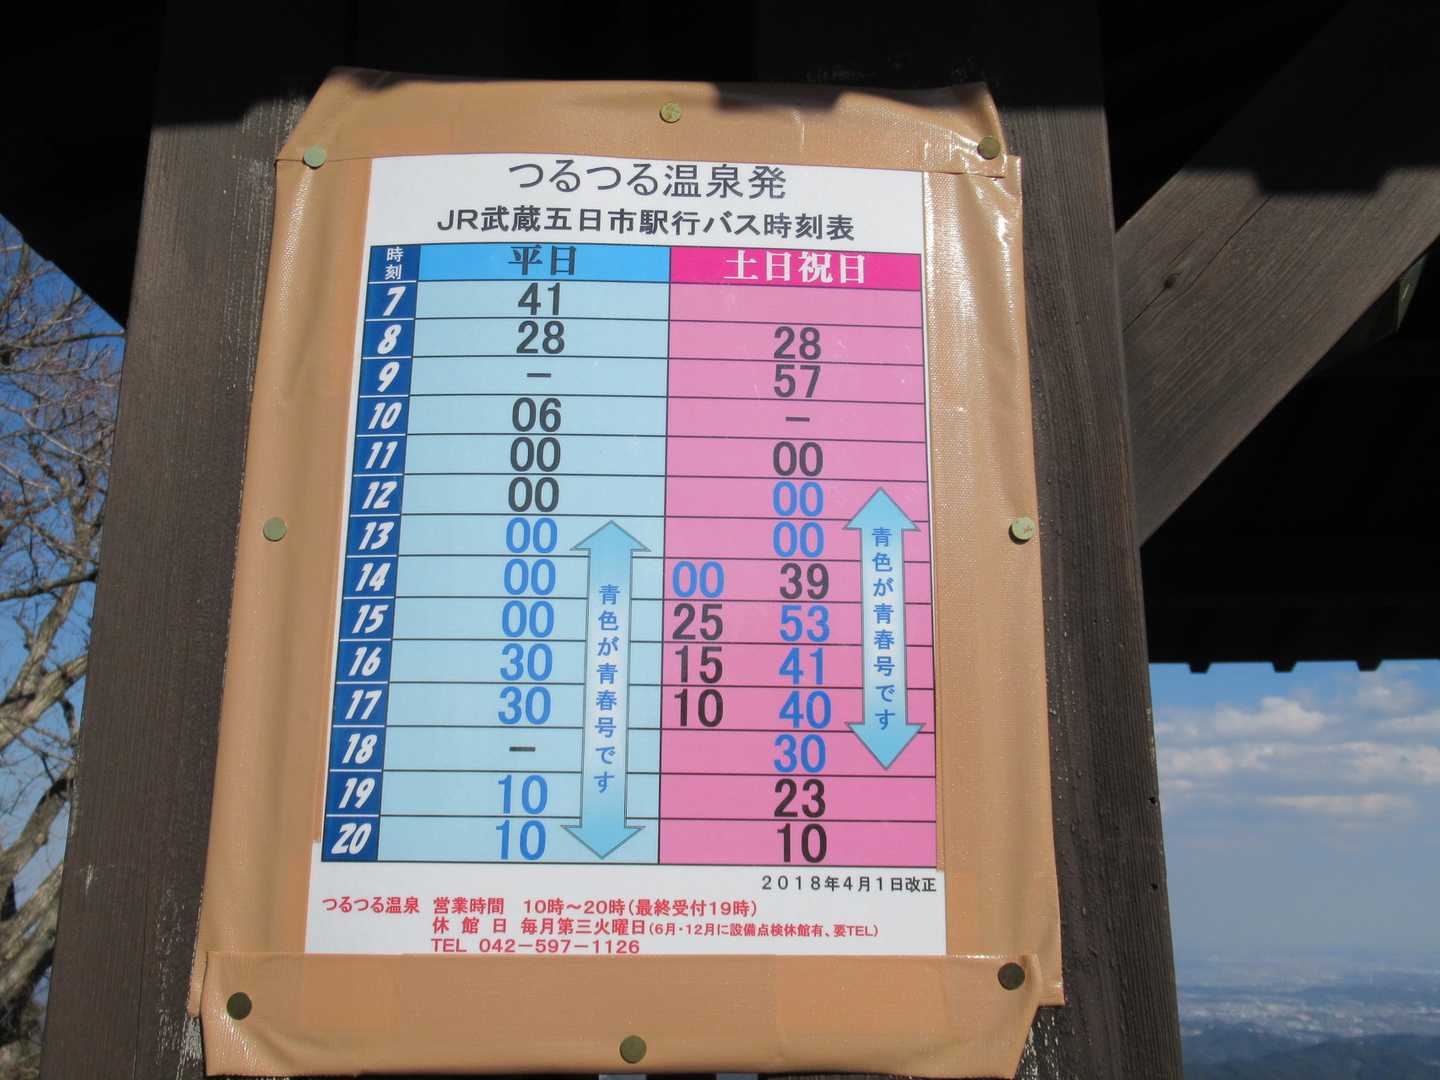 つるつる温泉発
JR武蔵五日市駅行バス時刻表
時刻 平日 土日祝日
7 41
8 28 28
9 － 57
10 06 －
11 00 00
12 00 00
13 00 00
14 00 00 39
15 00 25 53
16 30 15 41
17 30 10 40
18 － 30
19 10 23
20 10 10
青色が青春号です
青色が青春号です
2018年4月1日改正
つるつる温泉 営業時間 10時～20時(最終受付19時)
休館日 毎月第三火曜日(6月・12月に設備点検休館有、要TEL)
TEL 042－597－1126